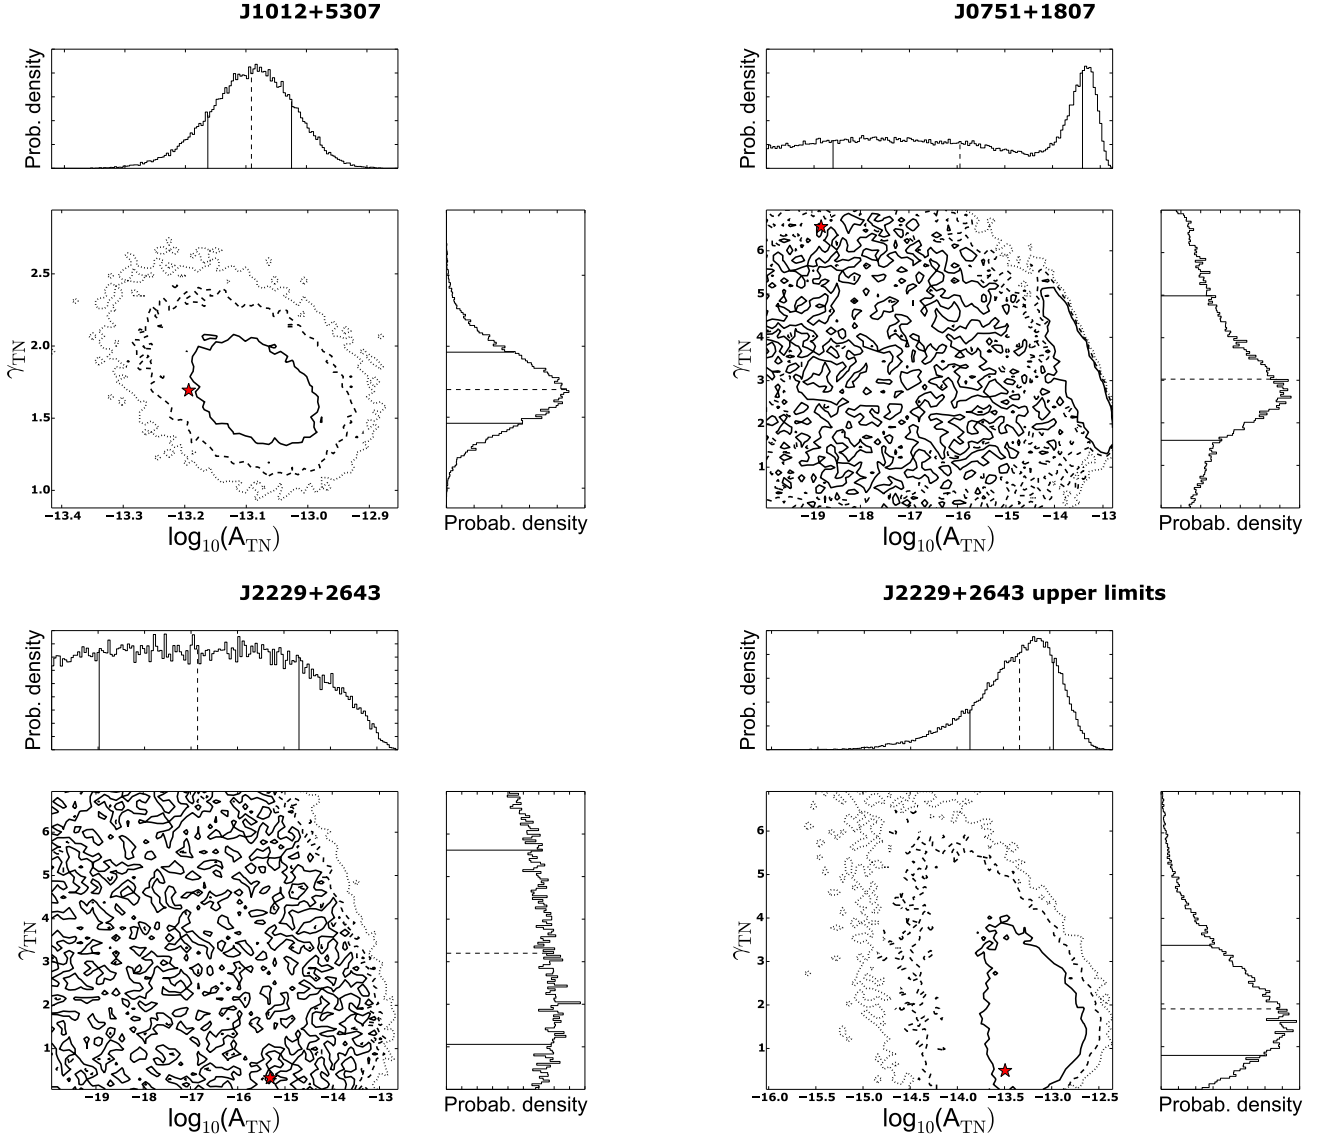 J1012+5307
Prob. density
γTN
2.5
2.0
1.5
1.0
−13.4 −13.3 −13.2 −13.1 −13.0 −12.9
log10(ATN)
Probab. density
J0751+1807
Prob. density
γTN
6
5
4
3
2
1
−19 −18 −17 −16 −15 −14 −13
log10(ATN)
Probab. density
J2229+2643
Prob. density
γTN
6
5
4
3
2
1
−19 −17 −16 −15 −14 −13
log10(ATN)
Probab. density
J2229+2643 upper limits
Prob. density
γTN
6
5
4
3
2
1
−16.0 −15.5 −15.0 −14.0 −13.5 −13.0 −12.5
log10(ATN)
Probab. density